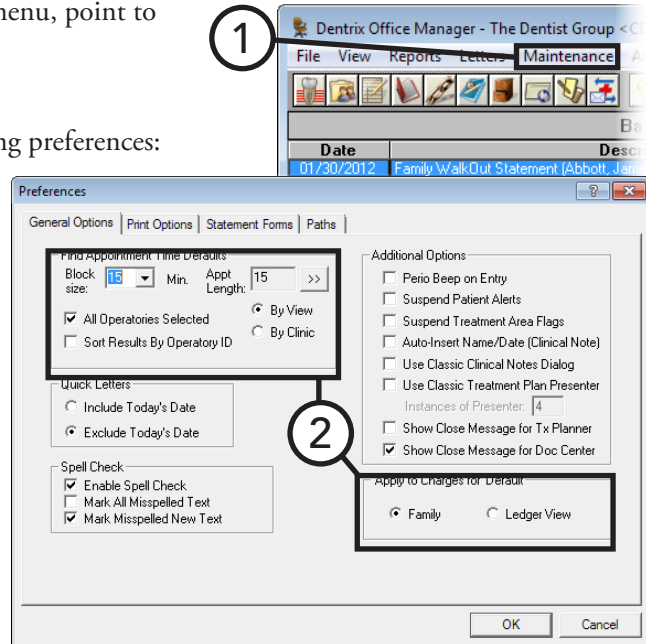 menu, point to
1
Dentrix Office Manager - The Dentist Group
File View Reports Letters Maintenance
Date
01/30/2012 Family WalkOut Statement (Abbott, Jam
ng preferences:
Preferences
General Options Print Options Statement Forms Paths
Find Appointment Time Defaults
Block size: 15 Min. Appt Length: 15 >>
All Operatories Selected
Sort Results By Operatory ID
By View
By Clinic
Quick Letters
Include Today's Date
Exclude Today's Date
2
Spell Check
Enable Spell Check
Mark All Misspelled Text
Mark Misspelled New Text
Additional Options
Perio Beep on Entry
Suspend Patient Alerts
Suspend Treatment Area Flags
Auto-Insert Name/Date (Clinical Note)
Use Classic Clinical Notes Dialog
Use Classic Treatment Plan Presenter
Instances of Presenter: 4
Show Close Message for Tx Planner
Show Close Message for Doc Center
Apply to Charges for Default
Family Ledger View
OK Cancel